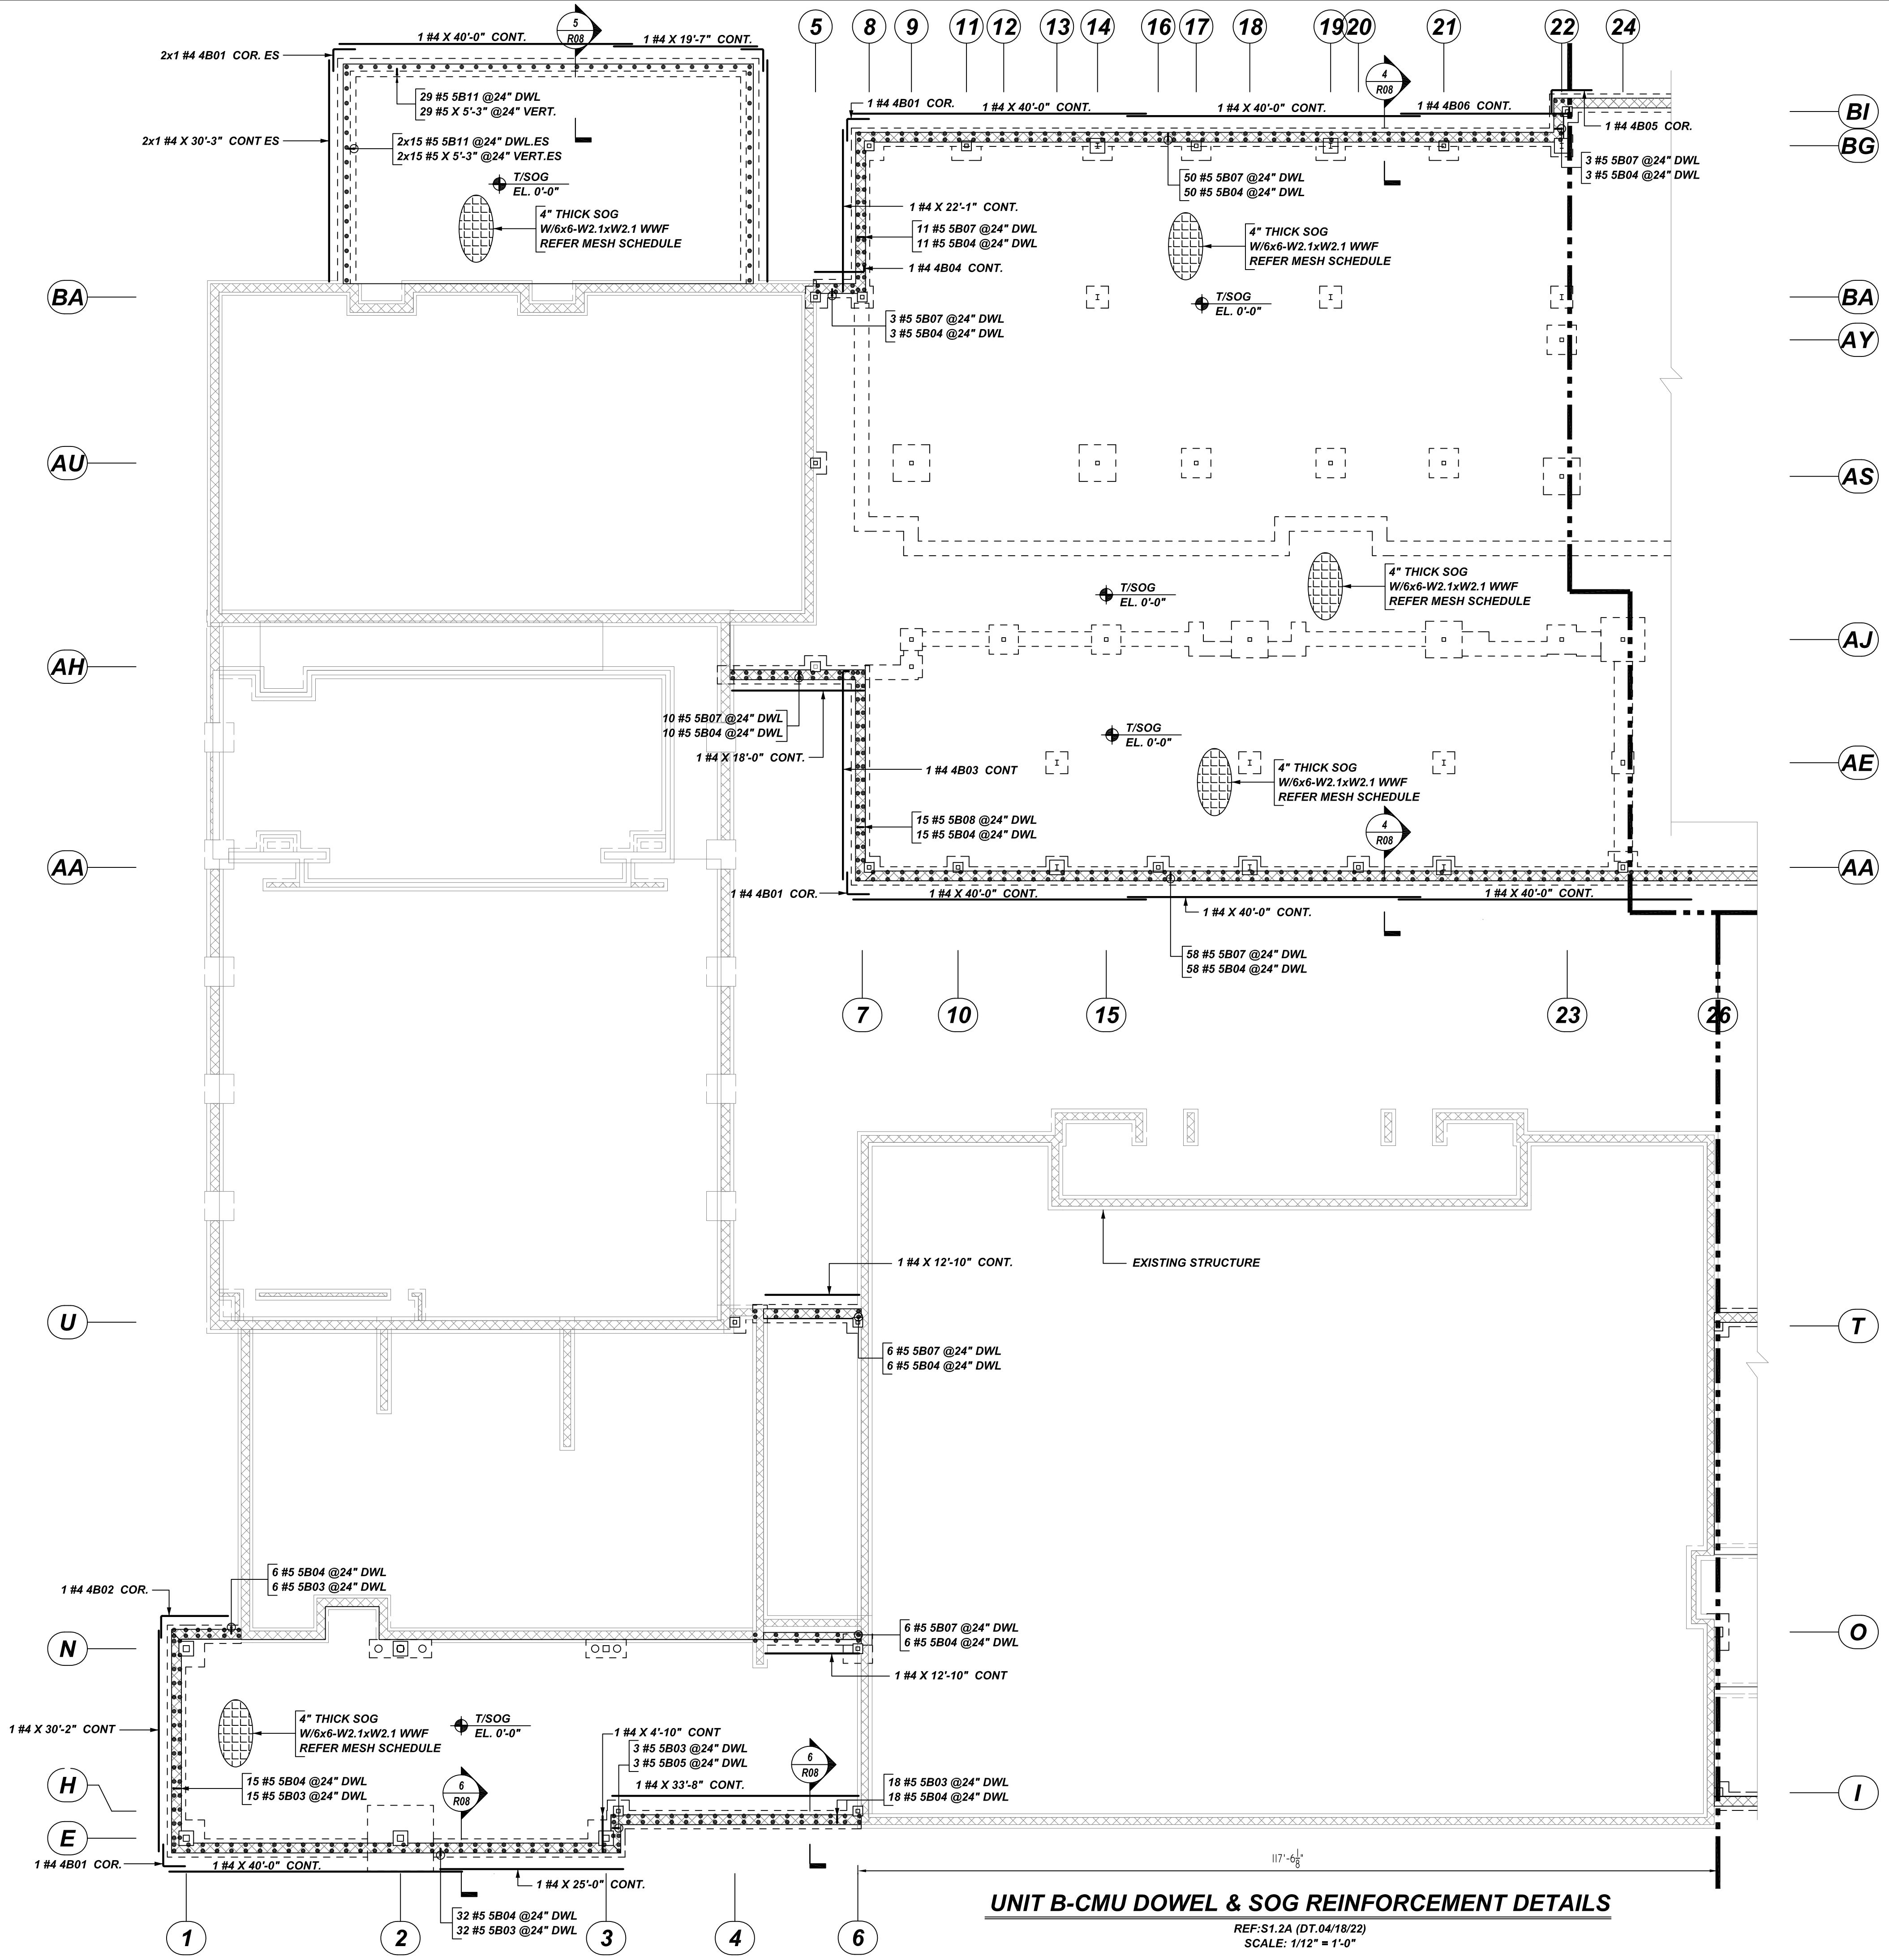 5
R08
1 #4 X 40'-0" CONT.
1 #4 X 19'-7" CONT.
2x1 #4 4B01 COR. ES
29 #5 5B11 @24" DWL
29 #5 X 5'-3" @24" VERT.
2x1 #4 X 30'-3" CONT ES
2x15 #5 5B11 @24" DWL.ES
2x15 #5 X 5'-3" @24" VERT.ES
T/SOG
EL. 0'-0"
4" THICK SOG
W/6x6-W2.1xW2.1 WWF
REFER MESH SCHEDULE
5
8
9
11
12
13
14
16
17
18
19
20
21
22
24
4
R08
1 #4 4B01 COR.
1 #4 X 40'-0" CONT.
1 #4 X 40'-0" CONT.
1 #4 4B06 CONT.
1 #4 4B05 COR.
BI
BG
3 #5 5B07 @24" DWL
3 #5 5B04 @24" DWL
50 #5 5B07 @24" DWL
50 #5 5B04 @24" DWL
1 #4 X 22'-1" CONT.
11 #5 5B07 @24" DWL
11 #5 5B04 @24" DWL
4" THICK SOG
W/6x6-W2.1xW2.1 WWF
REFER MESH SCHEDULE
1 #4 4B04 CONT.
T/SOG
EL. 0'-0"
3 #5 5B07 @24" DWL
3 #5 5B04 @24" DWL
BA
BA
AY
AU
AS
4" THICK SOG
W/6x6-W2.1xW2.1 WWF
REFER MESH SCHEDULE
T/SOG
EL. 0'-0"
AH
AJ
10 #5 5B07 @24" DWL
10 #5 5B04 @24" DWL
1 #4 X 18'-0" CONT.
T/SOG
EL. 0'-0"
1 #4 4B03 CONT
4" THICK SOG
W/6x6-W2.1xW2.1 WWF
REFER MESH SCHEDULE
AE
15 #5 5B08 @24" DWL
15 #5 5B04 @24" DWL
4
R08
AA
AA
1 #4 4B01 COR.
1 #4 X 40'-0" CONT.
1 #4 X 40'-0" CONT.
1 #4 X 40'-0" CONT.
58 #5 5B07 @24" DWL
58 #5 5B04 @24" DWL
7
10
15
23
26
1 #4 X 12'-10" CONT.
EXISTING STRUCTURE
U
T
6 #5 5B07 @24" DWL
6 #5 5B04 @24" DWL
6 #5 5B04 @24" DWL
6 #5 5B03 @24" DWL
1 #4 4B02 COR.
N
O
6 #5 5B07 @24" DWL
6 #5 5B04 @24" DWL
1 #4 X 12'-10" CONT
1 #4 X 30'-2" CONT
4" THICK SOG
W/6x6-W2.1xW2.1 WWF
REFER MESH SCHEDULE
T/SOG
EL. 0'-0"
1 #4 X 4'-10" CONT
3 #5 5B03 @24" DWL
3 #5 5B05 @24" DWL
6
R08
1 #4 X 33'-8" CONT.
18 #5 5B03 @24" DWL
18 #5 5B04 @24" DWL
H
I
15 #5 5B04 @24" DWL
15 #5 5B03 @24" DWL
6
R08
E
1 #4 4B01 COR.
1 #4 X 40'-0" CONT.
1 #4 X 25'-0" CONT.
32 #5 5B04 @24" DWL
32 #5 5B03 @24" DWL
117'-6 1/8"
1
2
3
4
6
UNIT B-CMU DOWEL & SOG REINFORCEMENT DETAILS
REF:S1.2A (DT.04/18/22)
SCALE: 1/12" = 1'-0"